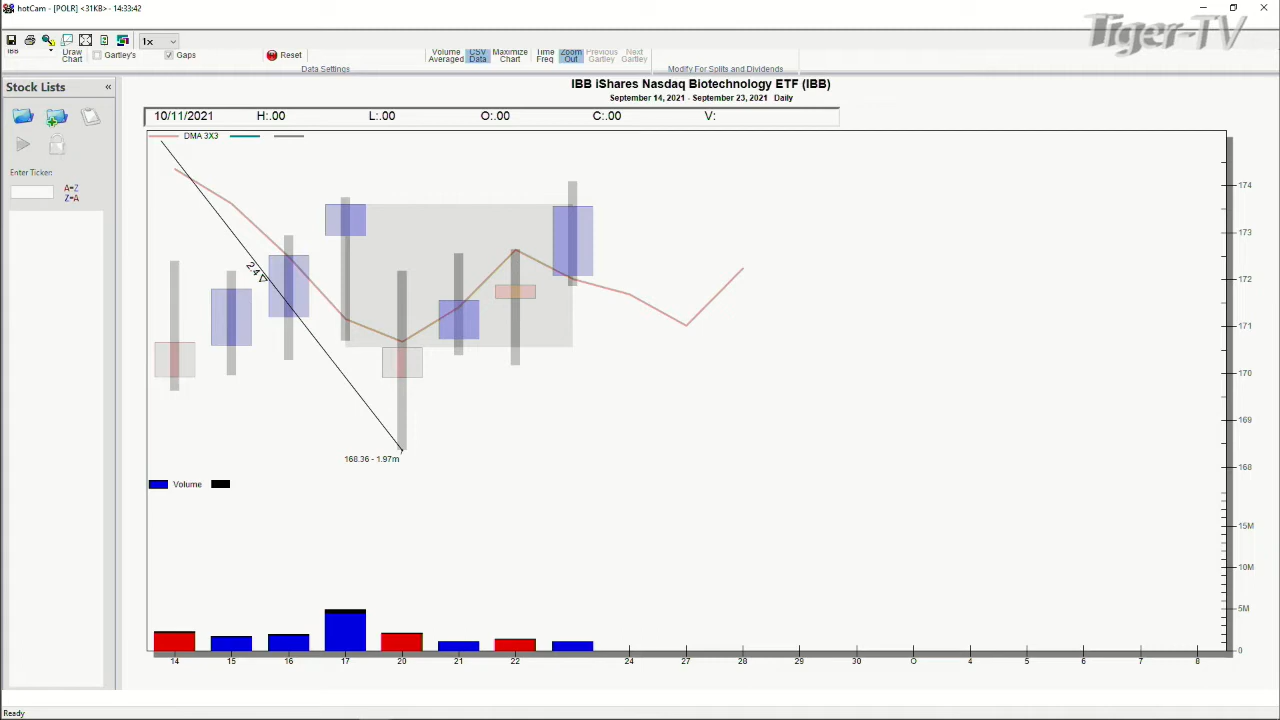 hotCam - [POLR] <31KB> - 14:33:42
Tiger-TV
1x
IBB
Draw Chart
Gartley's
Gaps
Reset
Volume Averaged
CSV Data
Maximize Chart
Time Freq
Zoom Out
Previous Gartley
Next Gartley
Data Settings
Modify For Splits and Dividends
Stock Lists «
IBB iShares Nasdaq Biotechnology ETF (IBB)
September 14, 2021 - September 23, 2021 Daily
10/11/2021 H:.00 L:.00 O:.00 C:.00 V:
DMA 3X3
Enter Ticker:
A=Z
Z=A
174
173
172
171
170
169
168
2.4
168.36 - 1.97m
Volume
15M
10M
5M
0
14 15 16 17 20 21 22 24 27 28 29 30 O 4 5 6 7 8
Ready